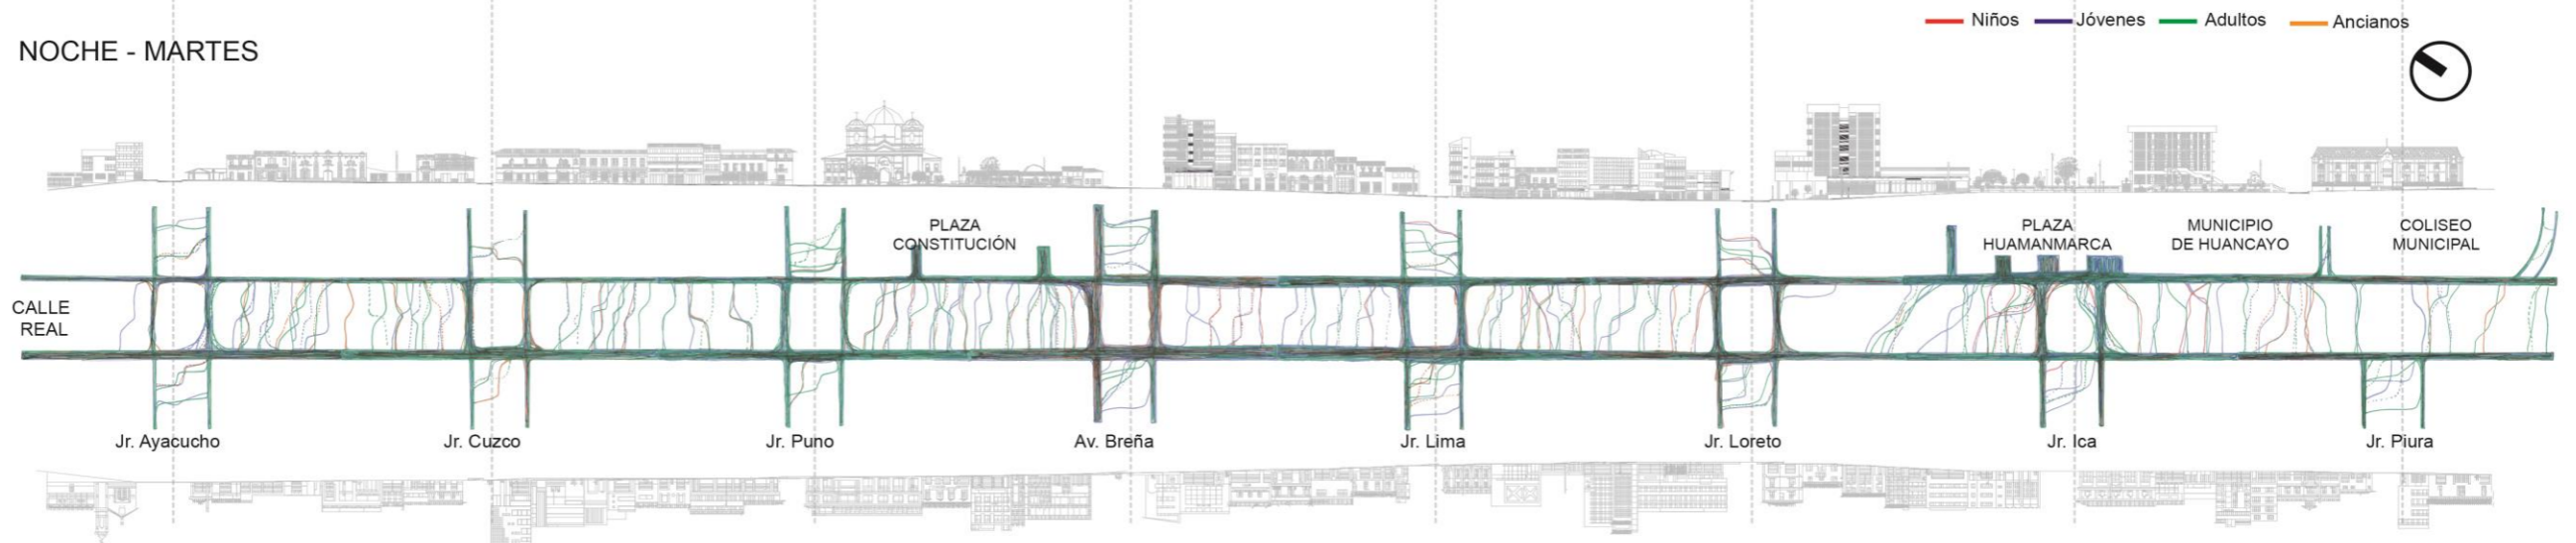 Niños Jóvenes Adultos Ancianos
NOCHE - MARTES
PLAZA
CONSTITUCIÓN
PLAZA
HUAMANMARCA
MUNICIPIO
DE HUANCAYO
COLISEO
MUNICIPAL
CALLE
REAL
Jr. Ayacucho Jr. Cuzco Jr. Puno Av. Breña Jr. Lima Jr. Loreto Jr. Ica Jr. Piura